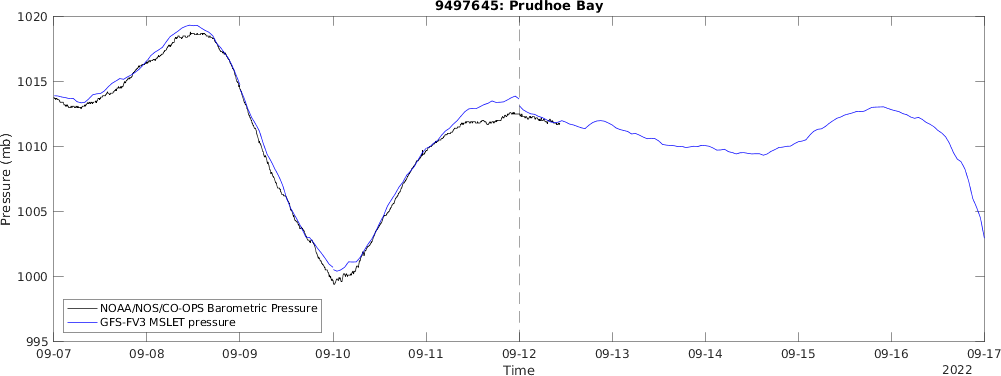 9497645: Prudhoe Bay
1020
1015
1010
1005
1000
995
Pressure (mb)
NOAA/NOS/CO-OPS Barometric Pressure
GFS-FV3 MSLET pressure
09-07 09-08 09-09 09-10 09-11 09-12 09-13 09-14 09-15 09-16 09-17
Time
2022